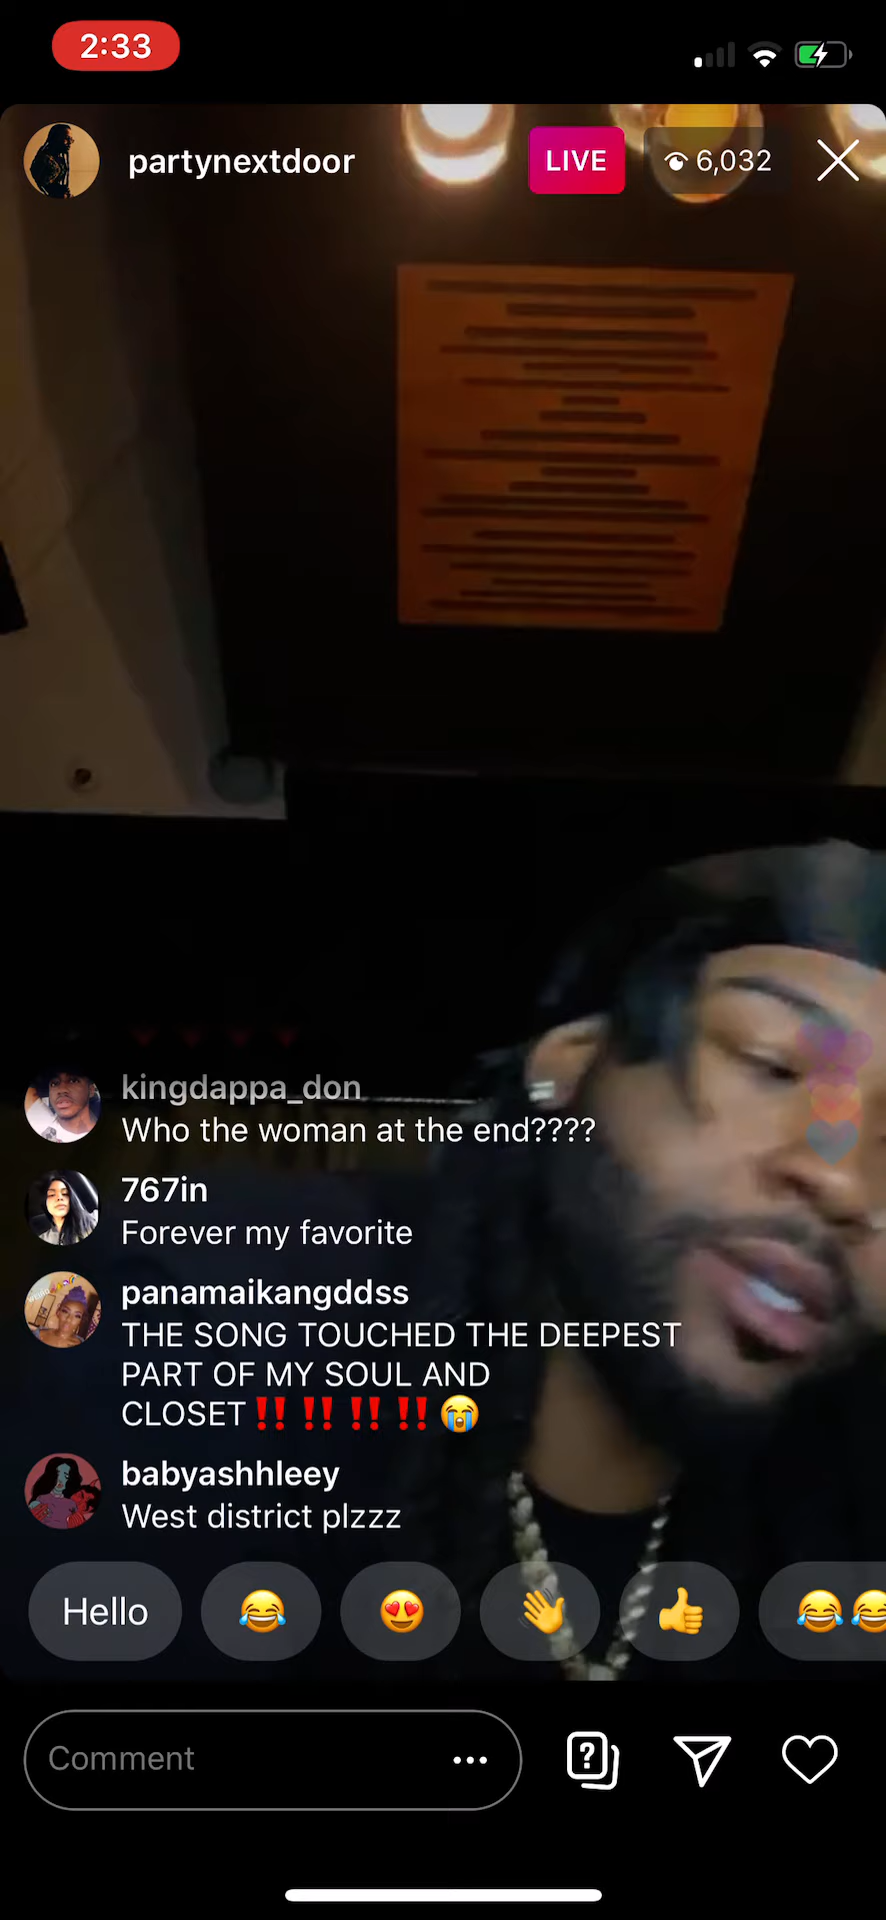 2:33
partynextdoor
LIVE
6,032
kingdappa_don
Who the woman at the end????
767in
Forever my favorite
panamaikangddss
THE SONG TOUCHED THE DEEPEST
PART OF MY SOUL AND
CLOSET‼️‼️‼️‼️😭
babyashhleey
West district plzzz
Hello 😂 😍 👋 👍 😂😂
Comment